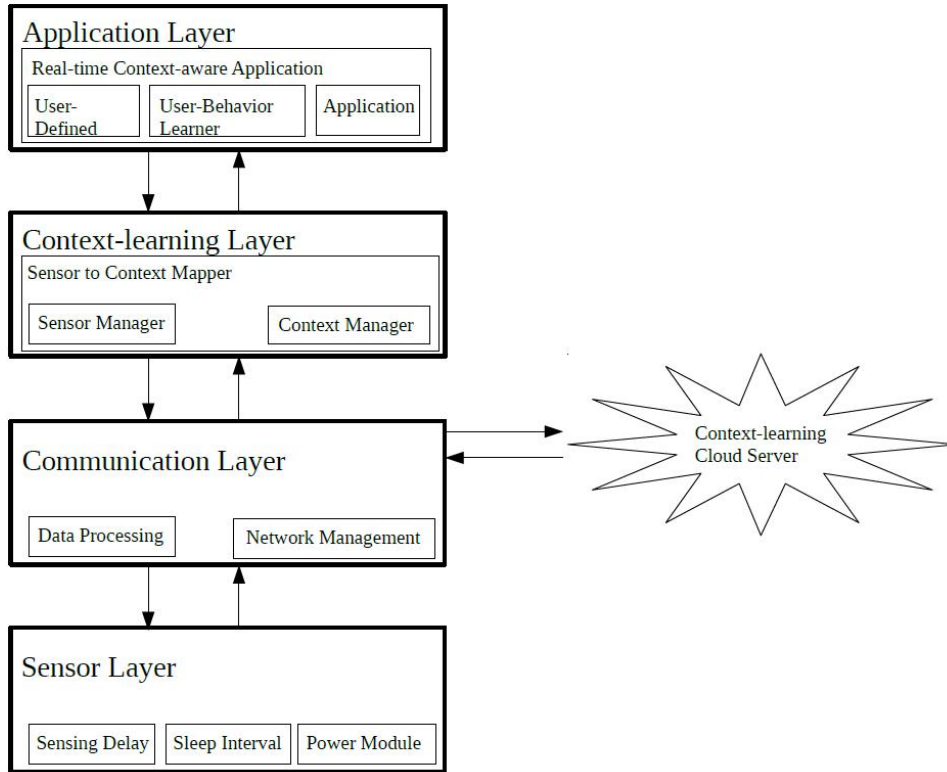 Application Layer
Real-time Context-aware Application
User-
Defined
User-Behavior
Learner
Application
Context-learning Layer
Sensor to Context Mapper
Sensor Manager
Context Manager
Communication Layer
Data Processing
Network Management
Context-learning
Cloud Server
Sensor Layer
Sensing Delay
Sleep Interval
Power Module